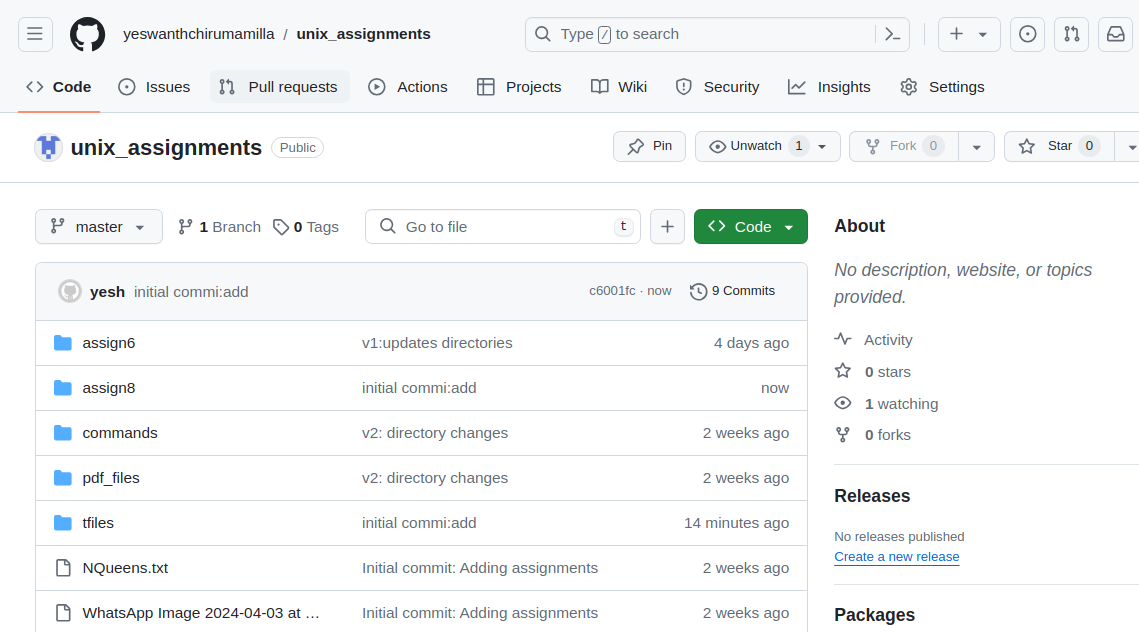 yeswanthchirumamilla / unix_assignments
Type / to search
Code Issues Pull requests Actions Projects Wiki Security Insights Settings
unix_assignments Public
Pin Unwatch 1 Fork 0 Star 0
master 1 Branch 0 Tags Go to file t Code
yesh initial commi:add c6001fc · now 9 Commits
assign6 v1:updates directories 4 days ago
assign8 initial commi:add now
commands v2: directory changes 2 weeks ago
pdf_files v2: directory changes 2 weeks ago
tfiles initial commi:add 14 minutes ago
NQueens.txt Initial commit: Adding assignments 2 weeks ago
WhatsApp Image 2024-04-03 at … Initial commit: Adding assignments 2 weeks ago
About
No description, website, or topics
provided.
Activity
0 stars
1 watching
0 forks
Releases
No releases published
Create a new release
Packages